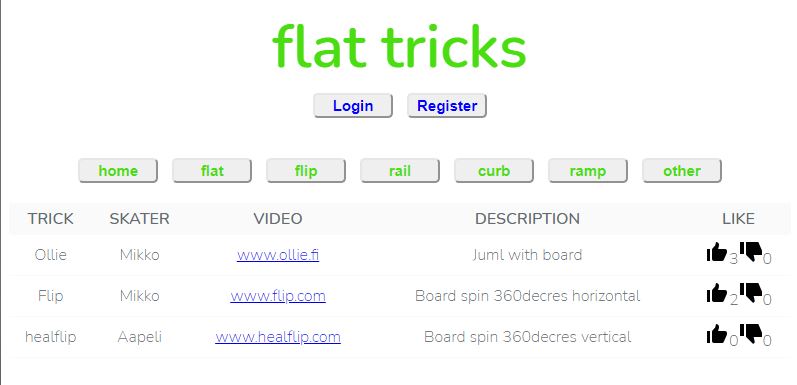 flat tricks
Login Register
home flat flip rail curb ramp other
TRICK SKATER VIDEO DESCRIPTION LIKE
Ollie Mikko www.ollie.fi Juml with board 3 0
Flip Mikko www.flip.com Board spin 360decres horizontal 2 0
healflip Aapeli www.healflip.com Board spin 360decres vertical 0 0